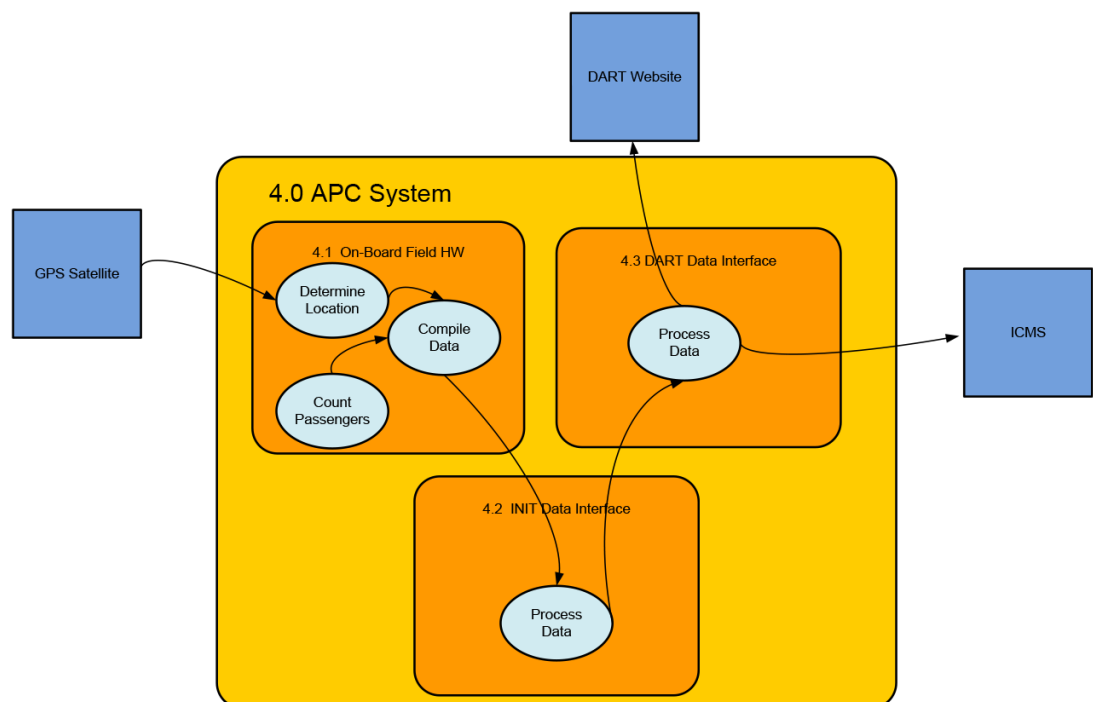 DART Website
4.0 APC System
GPS Satellite
4.1 On-Board Field HW
Determine
Location
Compile
Data
Count
Passengers
4.3 DART Data Interface
Process
Data
ICMS
4.2 INIT Data Interface
Process
Data